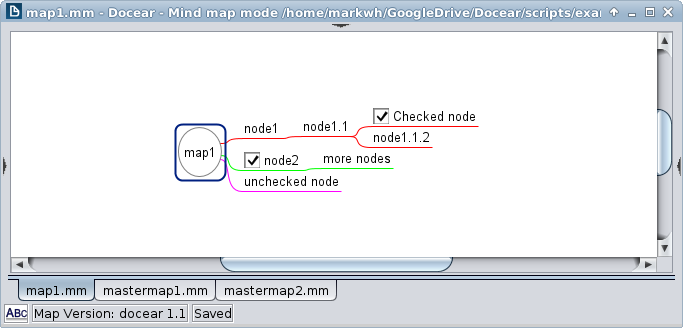 map1.mm - Docear - Mind map mode /home/markwh/GoogleDrive/Docear/scripts/exa
Checked node
node1
node1.1
node1.1.2
map1
node2
more nodes
unchecked node
map1.mm
mastermap1.mm
mastermap2.mm
ABC
Map Version: docear 1.1
Saved